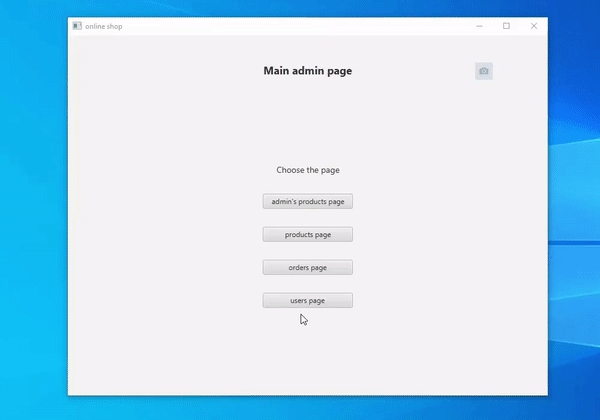 online shop
Main admin page
Choose the page
admin's products page
products page
orders page
users page